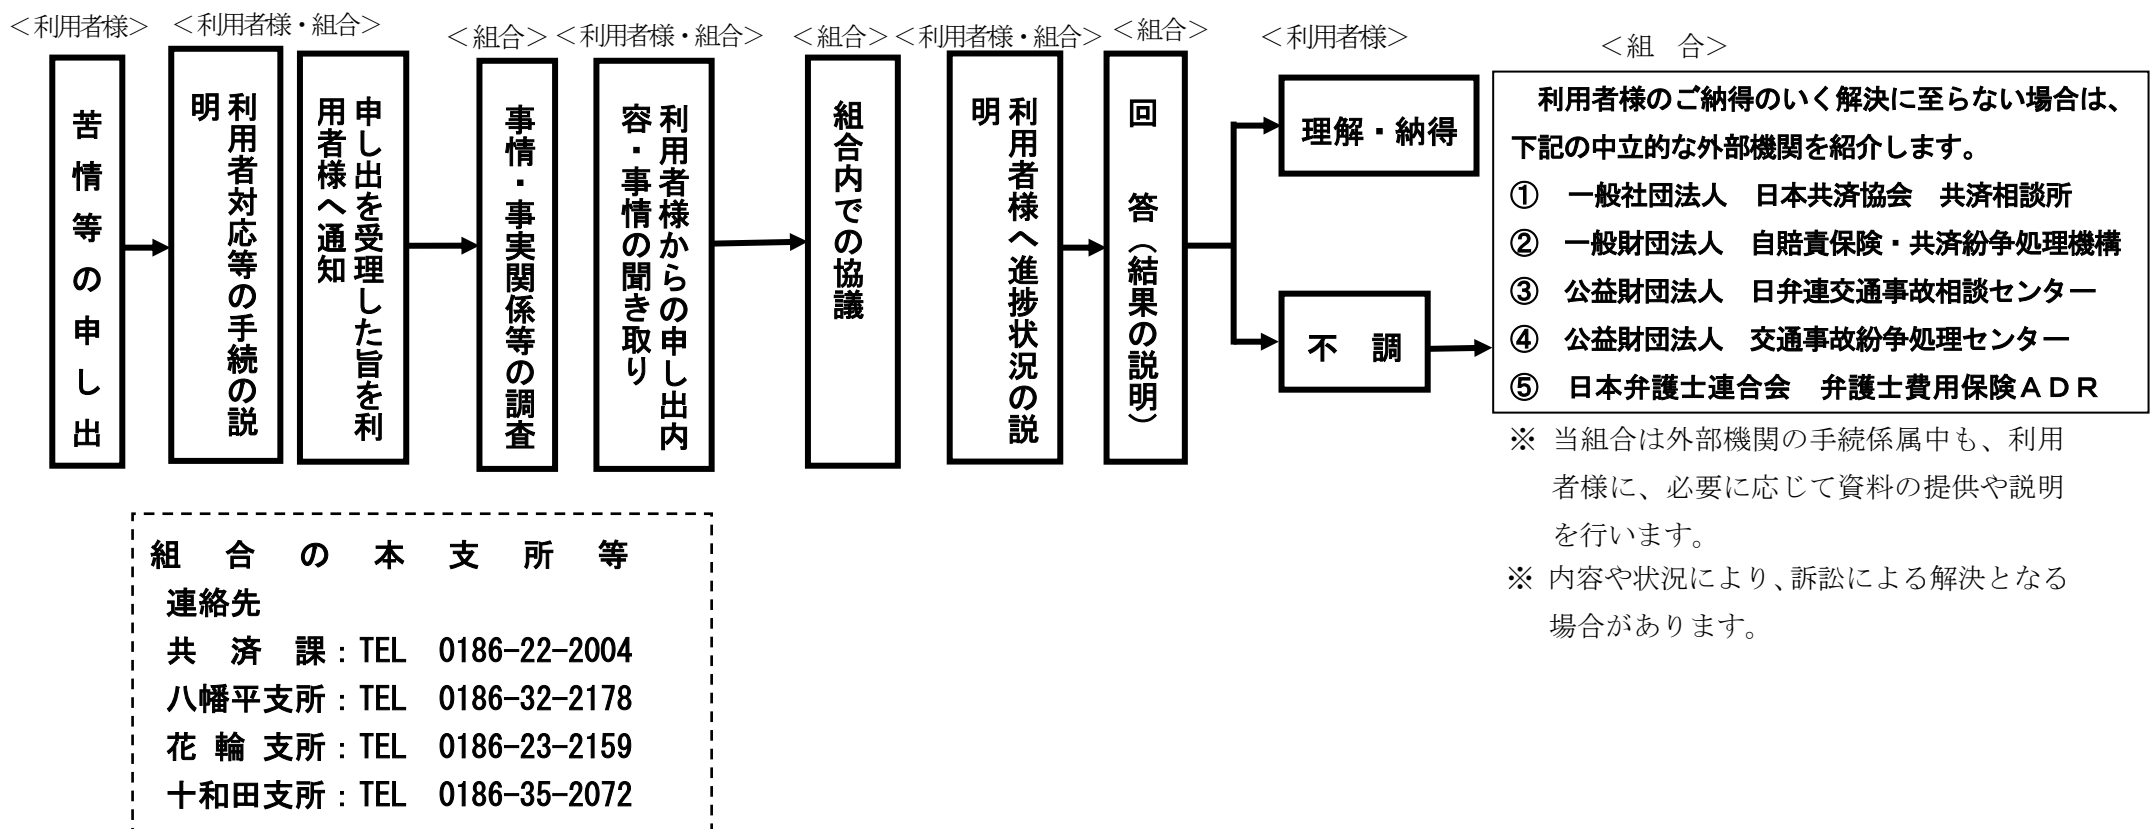 ＜利用者様＞
＜利用者様・組合＞
＜組合＞
＜利用者様・組合＞
＜組合＞
＜利用者様・組合＞
＜組合＞
＜利用者様＞
＜組　合＞
苦情等の申し出
利用者対応等の手続の説
明
申し出を受理した旨を利
用者様へ通知
事情・事実関係等の調査
利用者様からの申し出内
容・事情の聞き取り
組合内での協議
利用者様へ進捗状況の説
明
回　答（結果の説明）
理解・納得
不　調
利用者様のご納得のいく解決に至らない場合は、
下記の中立的な外部機関を紹介します。
①　一般社団法人　日本共済協会　共済相談所
②　一般財団法人　自賠責保険・共済紛争処理機構
③　公益財団法人　日弁連交通事故相談センター
④　公益財団法人　交通事故紛争処理センター
⑤　日本弁護士連合会　弁護士費用保険ＡＤＲ
※ 当組合は外部機関の手続係属中も、利用
者様に、必要に応じて資料の提供や説明
を行います。
※ 内容や状況により、訴訟による解決となる
場合があります。
組　合　の　本　支　所　等
連絡先
共　済　課：TEL　0186-22-2004
八幡平支所：TEL　0186-32-2178
花 輪 支所：TEL　0186-23-2159
十和田支所：TEL　0186-35-2072